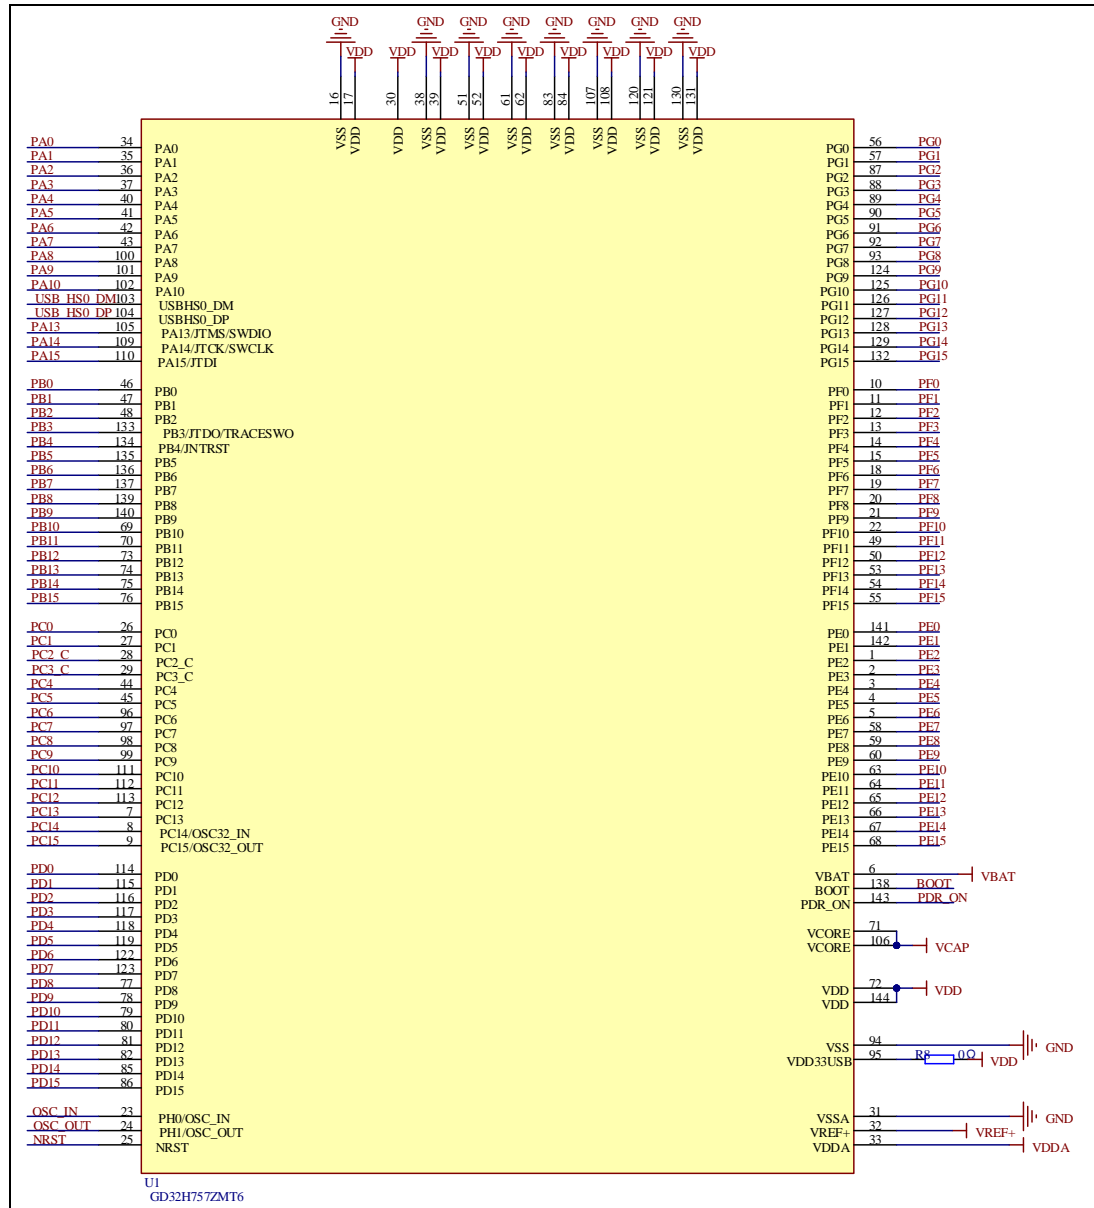 GND GND GND GND GND GND GND GND
VDD VDD VDD VDD VDD VDD VDD VDD VDD
16 17 30 38 39 51 52 61 62 83 84 107 108 120 121 130 131
VSS VDD VDD VSS VDD VSS VDD VSS VDD VSS VDD VSS VDD VSS VDD VSS VDD
PA0 34 PA0 PG0 56 PG0
PA1 35 PA1 PG1 57 PG1
PA2 36 PA2 PG2 87 PG2
PA3 37 PA3 PG3 88 PG3
PA4 40 PA4 PG4 89 PG4
PA5 41 PA5 PG5 90 PG5
PA6 42 PA6 PG6 91 PG6
PA7 43 PA7 PG7 92 PG7
PA8 100 PA8 PG8 93 PG8
PA9 101 PA9 PG9 124 PG9
PA10 102 PA10 PG10 125 PG10
USB_HS0_DM 103 USBHS0_DM PG11 126 PG11
USB_HS0_DP 104 USBHS0_DP PG12 127 PG12
PA13 105 PA13/JTMS/SWDIO PG13 128 PG13
PA14 109 PA14/JTCK/SWCLK PG14 129 PG14
PA15 110 PA15/JTDI PG15 132 PG15
PB0 46 PB0 PF0 10 PF0
PB1 47 PB1 PF1 11 PF1
PB2 48 PB2 PF2 12 PF2
PB3 133 PB3/JTDO/TRACESWO PF3 13 PF3
PB4 134 PB4/JNTRST PF4 14 PF4
PB5 135 PB5 PF5 15 PF5
PB6 136 PB6 PF6 18 PF6
PB7 137 PB7 PF7 19 PF7
PB8 139 PB8 PF8 20 PF8
PB9 140 PB9 PF9 21 PF9
PB10 69 PB10 PF10 22 PF10
PB11 70 PB11 PF11 49 PF11
PB12 73 PB12 PF12 50 PF12
PB13 74 PB13 PF13 53 PF13
PB14 75 PB14 PF14 54 PF14
PB15 76 PB15 PF15 55 PF15
PC0 26 PC0 PE0 141 PE0
PC1 27 PC1 PE1 142 PE1
PC2_C 28 PC2_C PE2 1 PE2
PC3_C 29 PC3_C PE3 2 PE3
PC4 44 PC4 PE4 3 PE4
PC5 45 PC5 PE5 4 PE5
PC6 96 PC6 PE6 5 PE6
PC7 97 PC7 PE7 58 PE7
PC8 98 PC8 PE8 59 PE8
PC9 99 PC9 PE9 60 PE9
PC10 111 PC10 PE10 63 PE10
PC11 112 PC11 PE11 64 PE11
PC12 113 PC12 PE12 65 PE12
PC13 7 PC13 PE13 66 PE13
PC14 8 PC14/OSC32_IN PE14 67 PE14
PC15 9 PC15/OSC32_OUT PE15 68 PE15
PD0 114 PD0 VBAT 6 VBAT
PD1 115 PD1 BOOT 138 BOOT
PD2 116 PD2 PDR_ON 143 PDR_ON
PD3 117 PD3
PD4 118 PD4 VCORE 71
PD5 119 PD5 VCORE 106 VCAP
PD6 122 PD6
PD7 123 PD7
PD8 77 PD8 VDD 72 VDD
PD9 78 PD9 VDD 144
PD10 79 PD10
PD11 80 PD11
PD12 81 PD12 VSS 94 GND
PD13 82 PD13 VDD33USB 95 R8 0Ω VDD
PD14 85 PD14
PD15 86 PD15
OSC_IN 23 PH0/OSC_IN VSSA 31 GND
OSC_OUT 24 PH1/OSC_OUT VREF+ 32 VREF+
NRST 25 NRST VDDA 33 VDDA
U1
GD32H757ZMT6